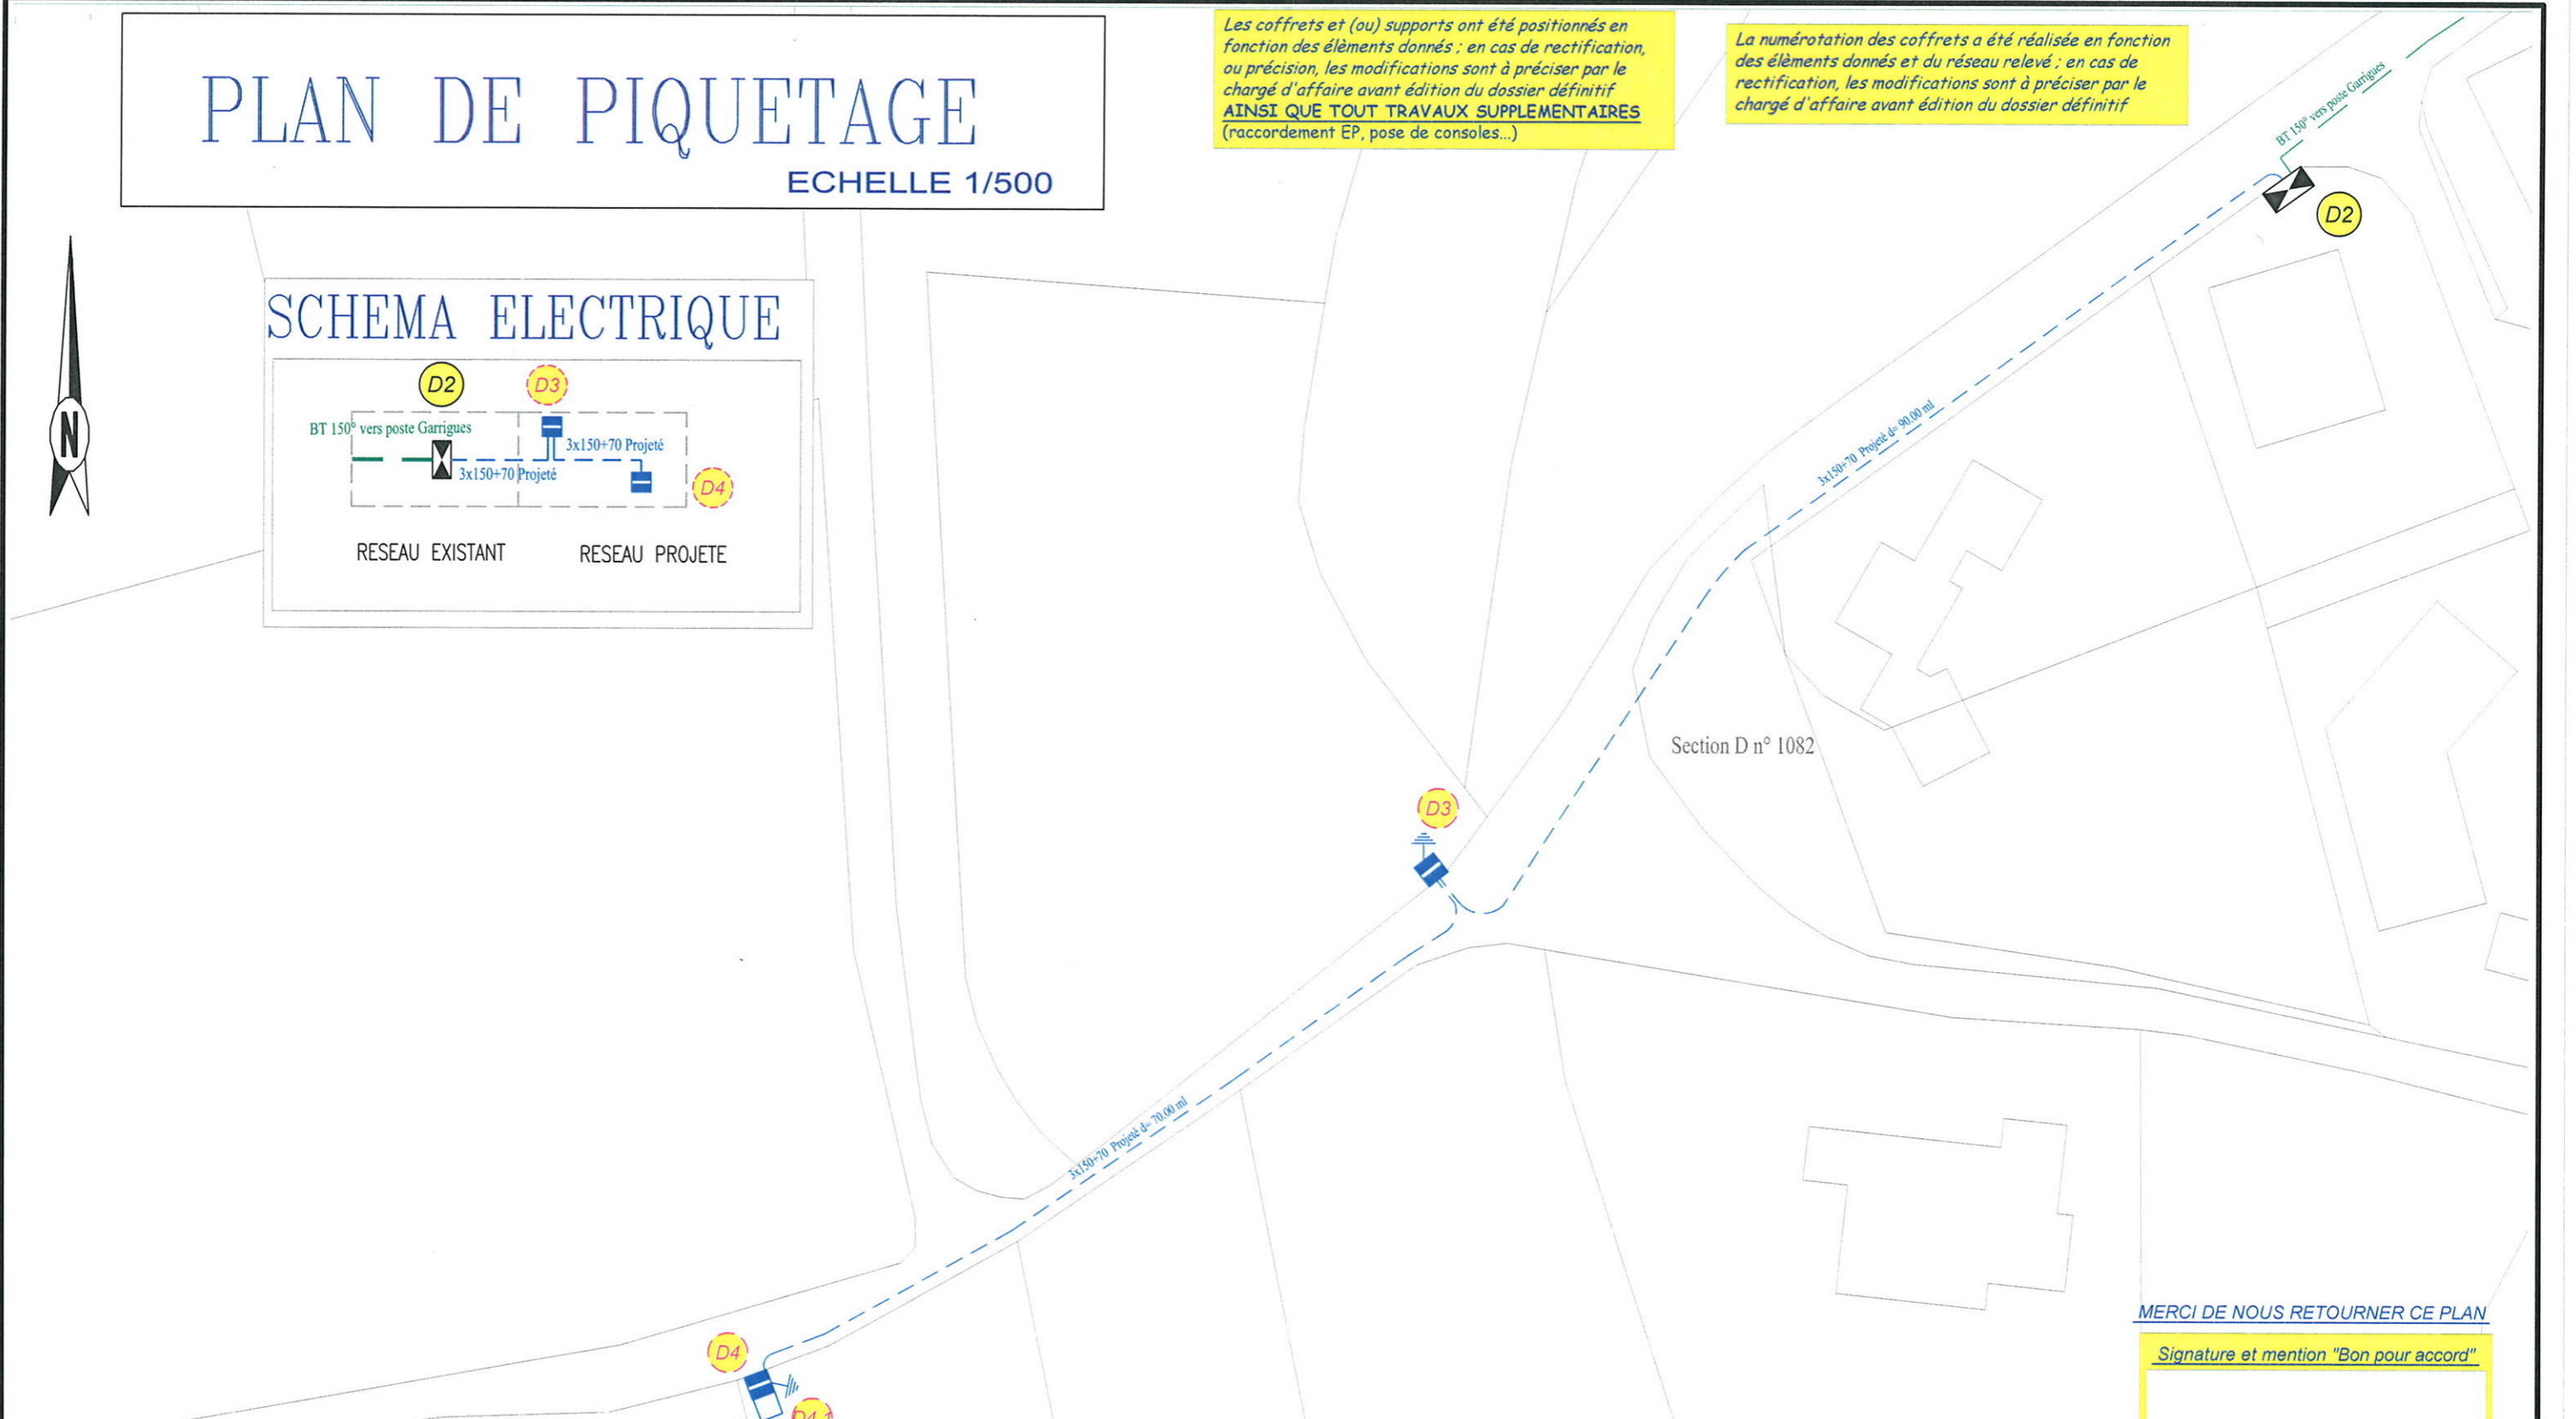 PLAN DE PIQUETAGE
ECHELLE 1/500
Les coffrets et (ou) supports ont été positionnés en
fonction des élèments donnés ; en cas de rectification,
ou précision, les modifications sont à préciser par le
chargé d'affaire avant édition du dossier définitif
AINSI QUE TOUT TRAVAUX SUPPLEMENTAIRES
(raccordement EP, pose de consoles...)
La numérotation des coffrets a été réalisée en fonction
des élèments donnés et du réseau relevé ; en cas de
rectification, les modifications sont à préciser par le
chargé d'affaire avant édition du dossier définitif
BT 150² vers poste Garrigues
D2
N
SCHEMA ELECTRIQUE
D2
D3
BT 150² vers poste Garrigues
3x150+70 Projeté
3x150+70 Projeté
D4
RESEAU EXISTANT
RESEAU PROJETE
3x150+70 Projeté d= 90.00 ml
Section D n° 1082
D3
3x150+70 Projeté d= 70.00 ml
D4
D4.1
MERCI DE NOUS RETOURNER CE PLAN
Signature et mention "Bon pour accord"